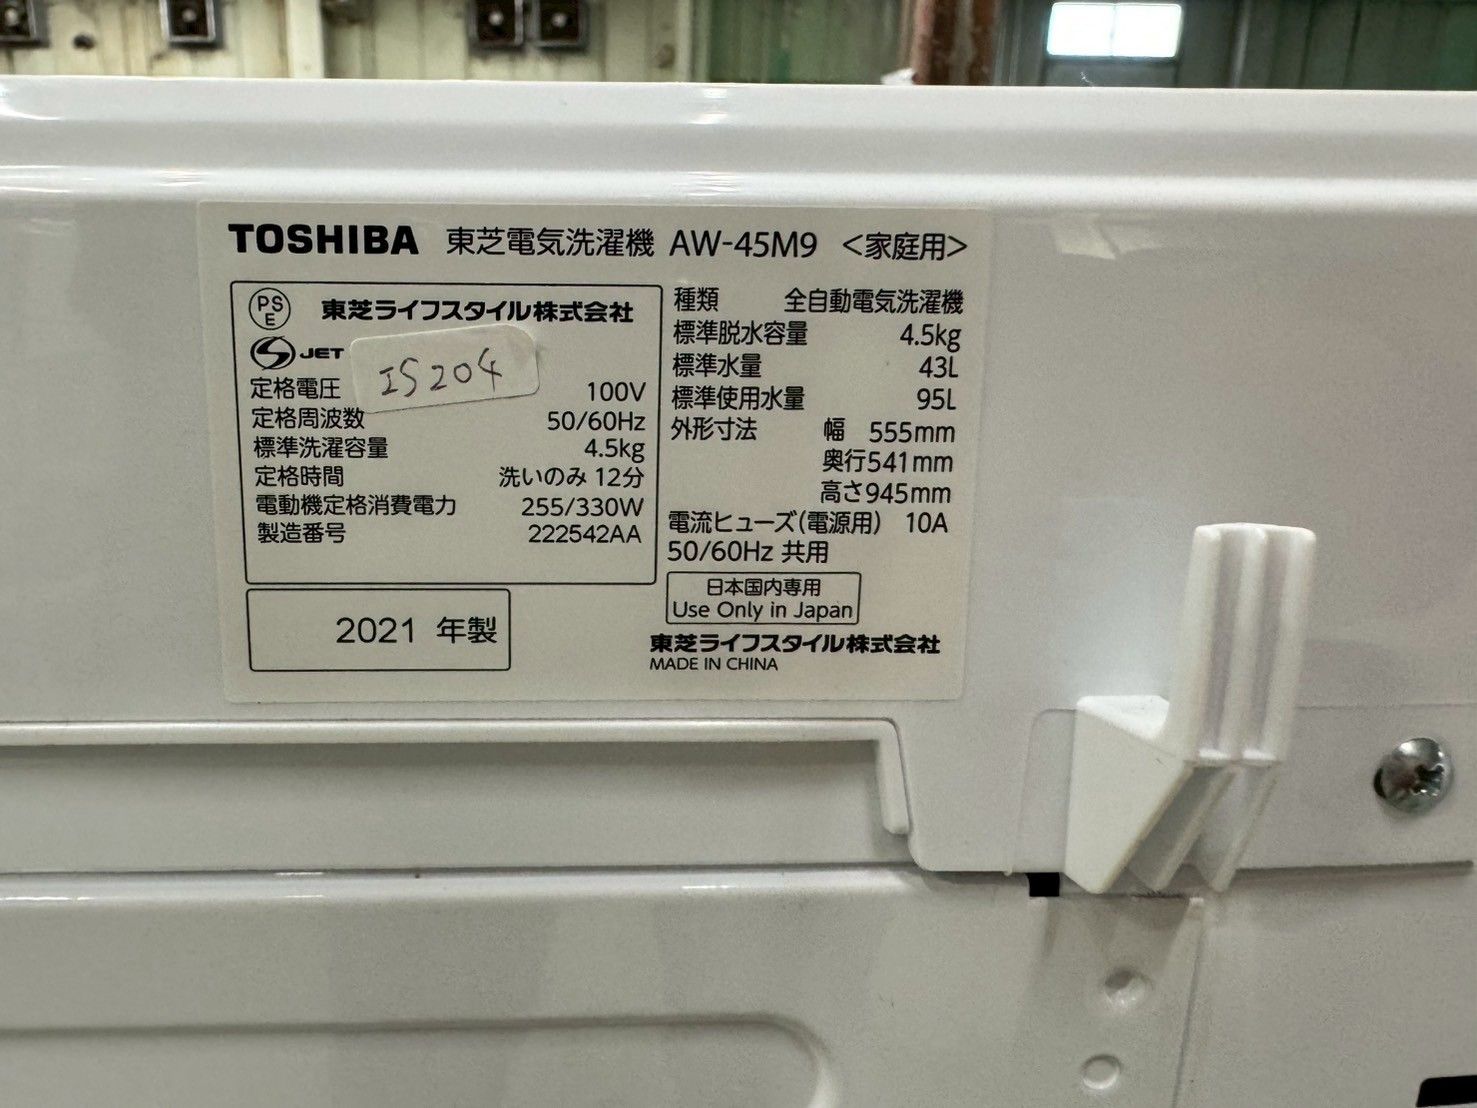 TOSHIBA 東芝電気洗濯機 AW-45M9 <家庭用>
PS
E
東芝ライフスタイル株式会社
S JET
IS204
定格電圧 100V
定格周波数 50/60Hz
標準洗濯容量 4.5kg
定格時間 洗いのみ 12分
電動機定格消費電力 255/330W
製造番号 222542AA
2021 年製
種類 全自動電気洗濯機
標準脱水容量 4.5kg
標準水量 43L
標準使用水量 95L
外形寸法 幅 555mm
奥行541mm
高さ945mm
電流ヒューズ(電源用) 10A
50/60Hz 共用
日本国内専用
Use Only in Japan
東芝ライフスタイル株式会社
MADE IN CHINA